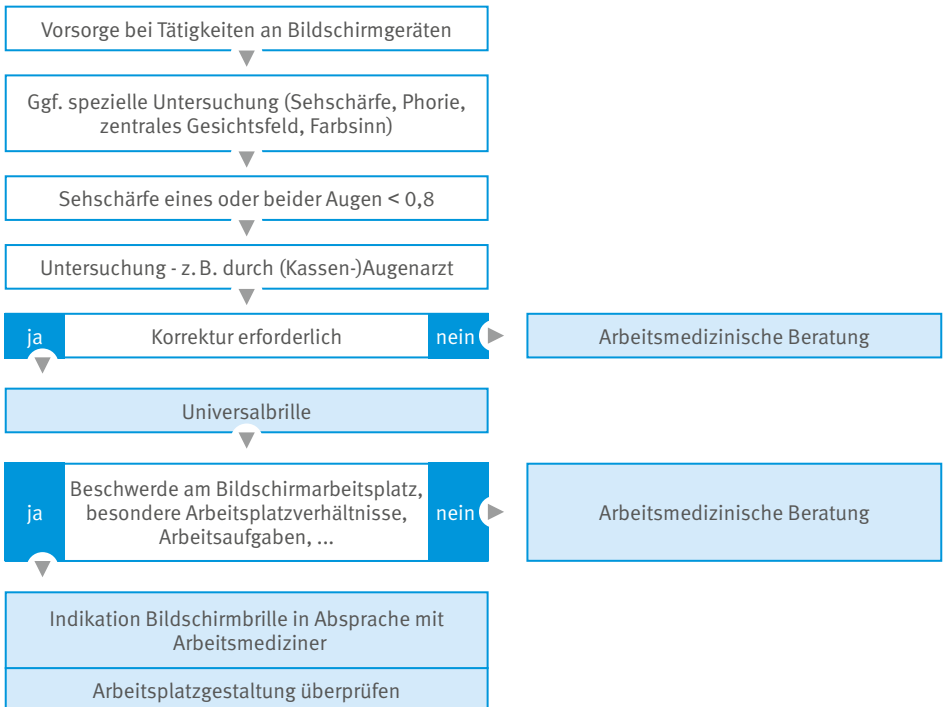 Vorsorge bei Tätigkeiten an Bildschirmgeräten
Ggf. spezielle Untersuchung (Sehschärfe, Phorie,
zentrales Gesichtsfeld, Farbsinn)
Sehschärfe eines oder beider Augen < 0,8
Untersuchung - z. B. durch (Kassen-)Augenarzt
ja
Korrektur erforderlich
nein
Arbeitsmedizinische Beratung
Universalbrille
ja
Beschwerde am Bildschirmarbeitsplatz,
besondere Arbeitsplatzverhältnisse,
Arbeitsaufgaben, ...
nein
Arbeitsmedizinische Beratung
Indikation Bildschirmbrille in Absprache mit
Arbeitsmediziner
Arbeitsplatzgestaltung überprüfen